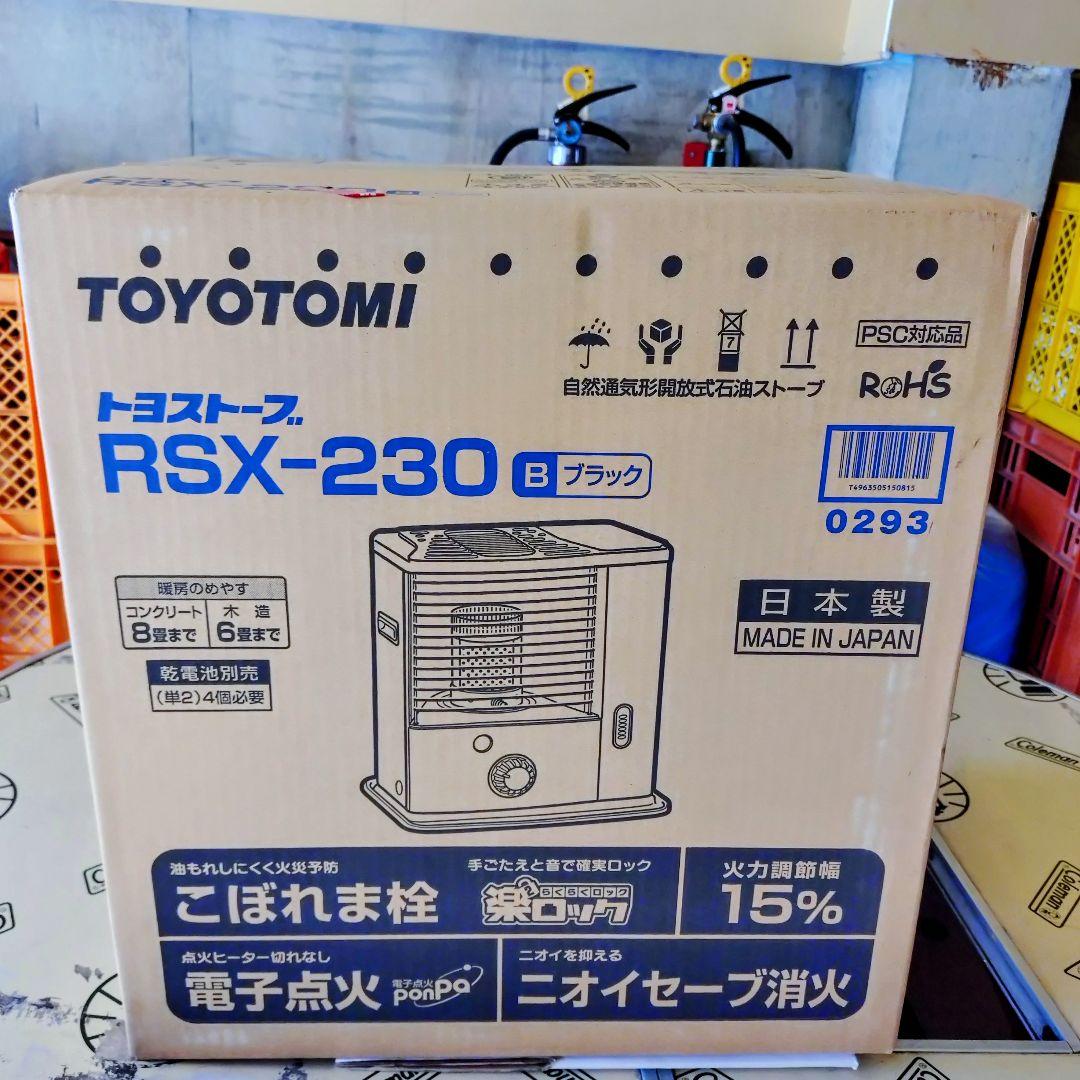 RSX-230 B
TOYOTOMI
7
自然通気形開放式石油ストーブ
PSC対応品
RoHS
トヨストーブ
RSX-230 B ブラック
T4963505150815
0293
暖房のめやす
コンクリート 木造
8畳まで 6畳まで
乾電池別売
(単2)4個必要
日本製
MADE IN JAPAN
油もれしにくく火災予防
こぼれま栓
手ごたえと音で確実ロック
らくらくロック
楽ロック
火力調節幅
15%
点火ヒーター切れなし
電子点火
電子点火
ponPa
ニオイを抑える
ニオイセーブ消火
Coleman
Coleman